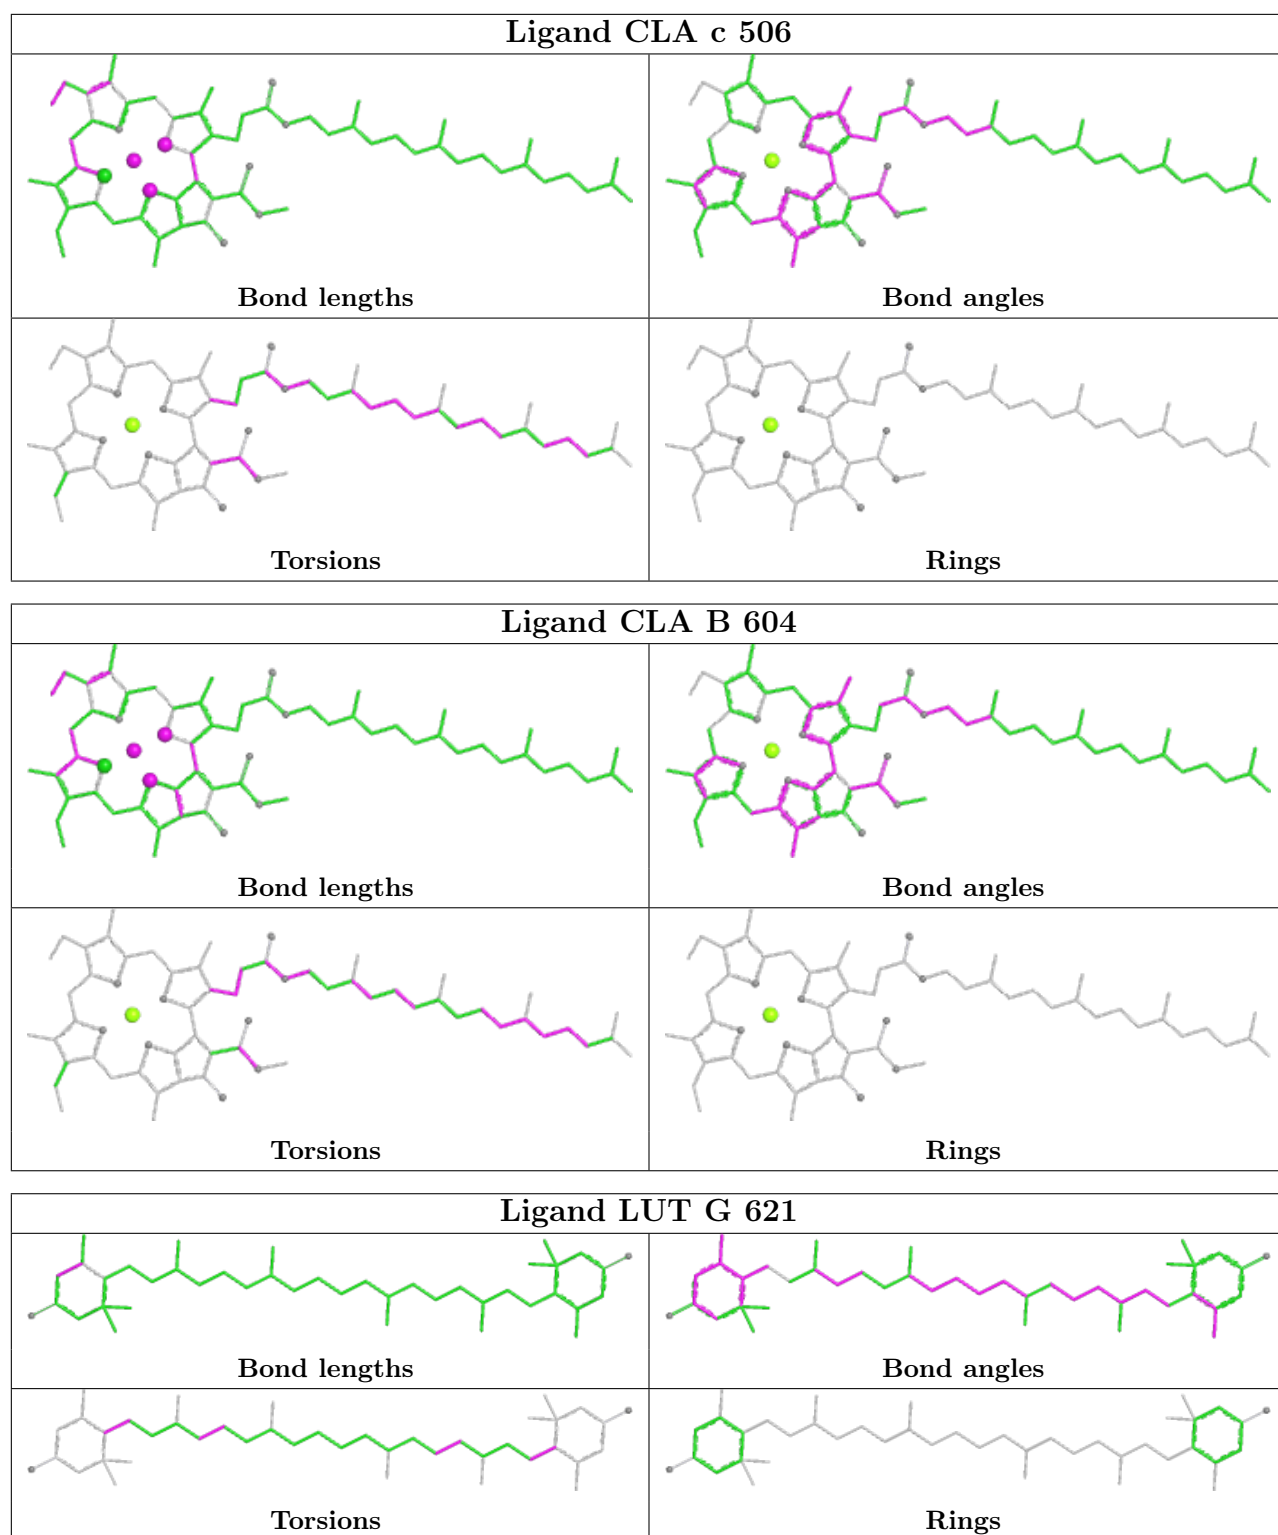 Ligand CLA c 506
Bond lengths
Bond angles
Torsions
Rings
Ligand CLA B 604
Bond lengths
Bond angles
Torsions
Rings
Ligand LUT G 621
Bond lengths
Bond angles
Torsions
Rings